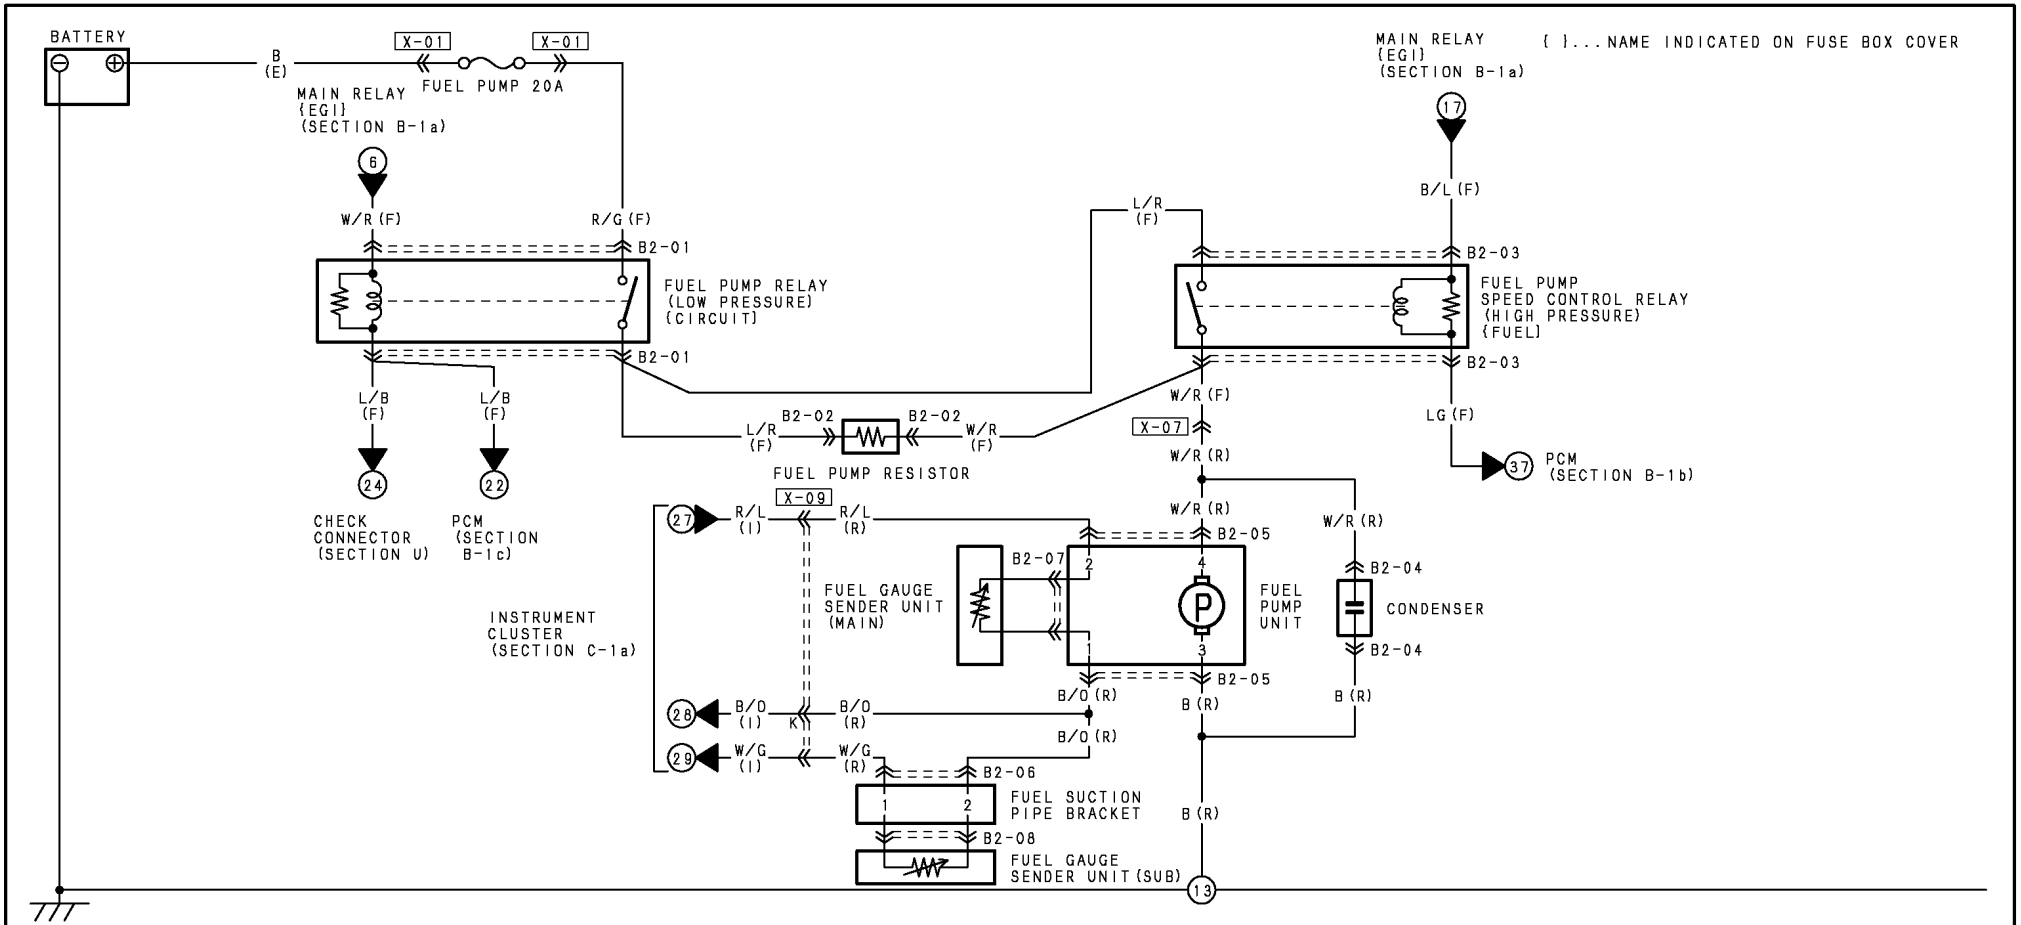 BATTERY
B
(E)
X-01
X-01
FUEL PUMP 20A
MAIN RELAY
{EGI}
(SECTION B-1a)
6
W/R (F)
R/G (F)
B2-01
FUEL PUMP RELAY
(LOW PRESSURE)
{CIRCUIT}
B2-01
L/B
(F)
L/B
(F)
24
22
CHECK
CONNECTOR
(SECTION U)
PCM
(SECTION
B-1c)
MAIN RELAY
{EGI}
(SECTION B-1a)
{ }...NAME INDICATED ON FUSE BOX COVER
17
B/L (F)
L/R
(F)
B2-03
FUEL PUMP
SPEED CONTROL RELAY
(HIGH PRESSURE)
{FUEL}
B2-03
W/R (F)
LG (F)
B2-02
B2-02
L/R
(F)
W/R
(F)
FUEL PUMP RESISTOR
X-07
W/R (R)
37
PCM
(SECTION B-1b)
X-09
27
R/L
(I)
R/L
(R)
W/R (R)
W/R (R)
B2-05
B2-07
2
4
FUEL GAUGE
SENDER UNIT
(MAIN)
P
FUEL
PUMP
UNIT
B2-04
CONDENSER
B2-04
INSTRUMENT
CLUSTER
(SECTION C-1a)
1
3
B2-05
B/O (R)
B (R)
B (R)
28
B/O
(I)
K
B/O
(R)
B/O (R)
29
W/G
(I)
W/G
(R)
B2-06
1
2
FUEL SUCTION
PIPE BRACKET
B (R)
B2-08
FUEL GAUGE
SENDER UNIT (SUB)
13